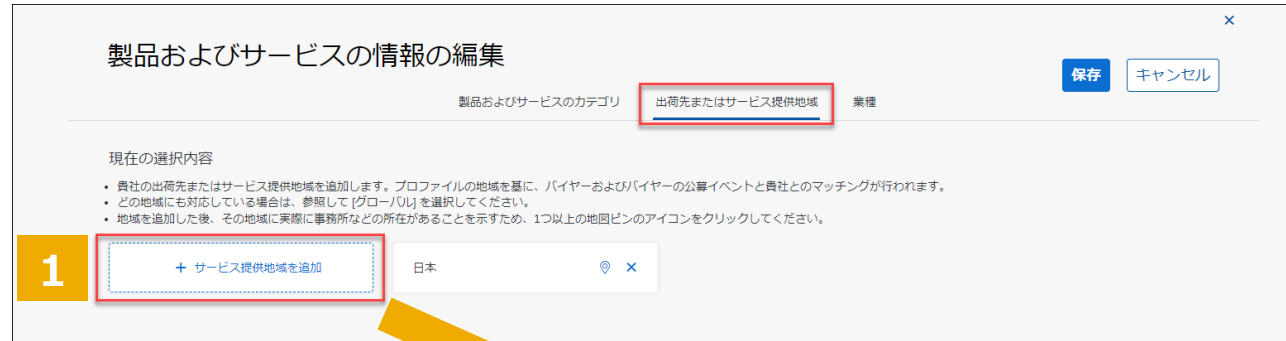 ×
製品およびサービスの情報の編集
保存 キャンセル
製品およびサービスのカテゴリ 出荷先またはサービス提供地域 業種
現在の選択内容
• 貴社の出荷先またはサービス提供地域を追加します。プロファイルの地域を基に、バイヤーおよびバイヤーの公募イベントと貴社とのマッチングが行われます。
• どの地域にも対応している場合は、参照して [グローバル] を選択してください。
• 地域を追加した後、その地域に実際に事務所などの所在があることを示すため、1つ以上の地図ピンのアイコンをクリックしてください。
1 + サービス提供地域を追加 日本 ×